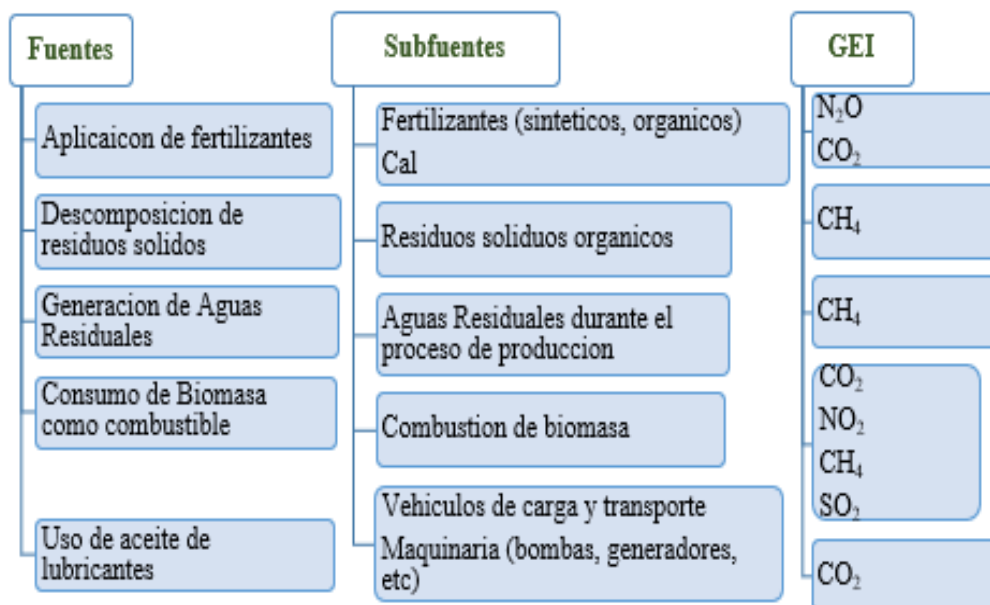 Fuentes
Aplicaicon de fertilizantes
Descomposicion de
residuos solidos
Generacion de Aguas
Residuales
Consumo de Biomasa
como combustible
Uso de aceite de
lubricantes
Subfuentes
Fertilizantes (sinteticos, organicos)
Cal
Residuos soliduos organicos
Aguas Residuales durante el
proceso de produccion
Combustion de biomasa
Vehiculos de carga y transporte
Maquinaria (bombas, generadores,
etc)
GEI
N₂O
CO₂
CH₄
CH₄
CO₂
NO₂
CH₄
SO₂
CO₂